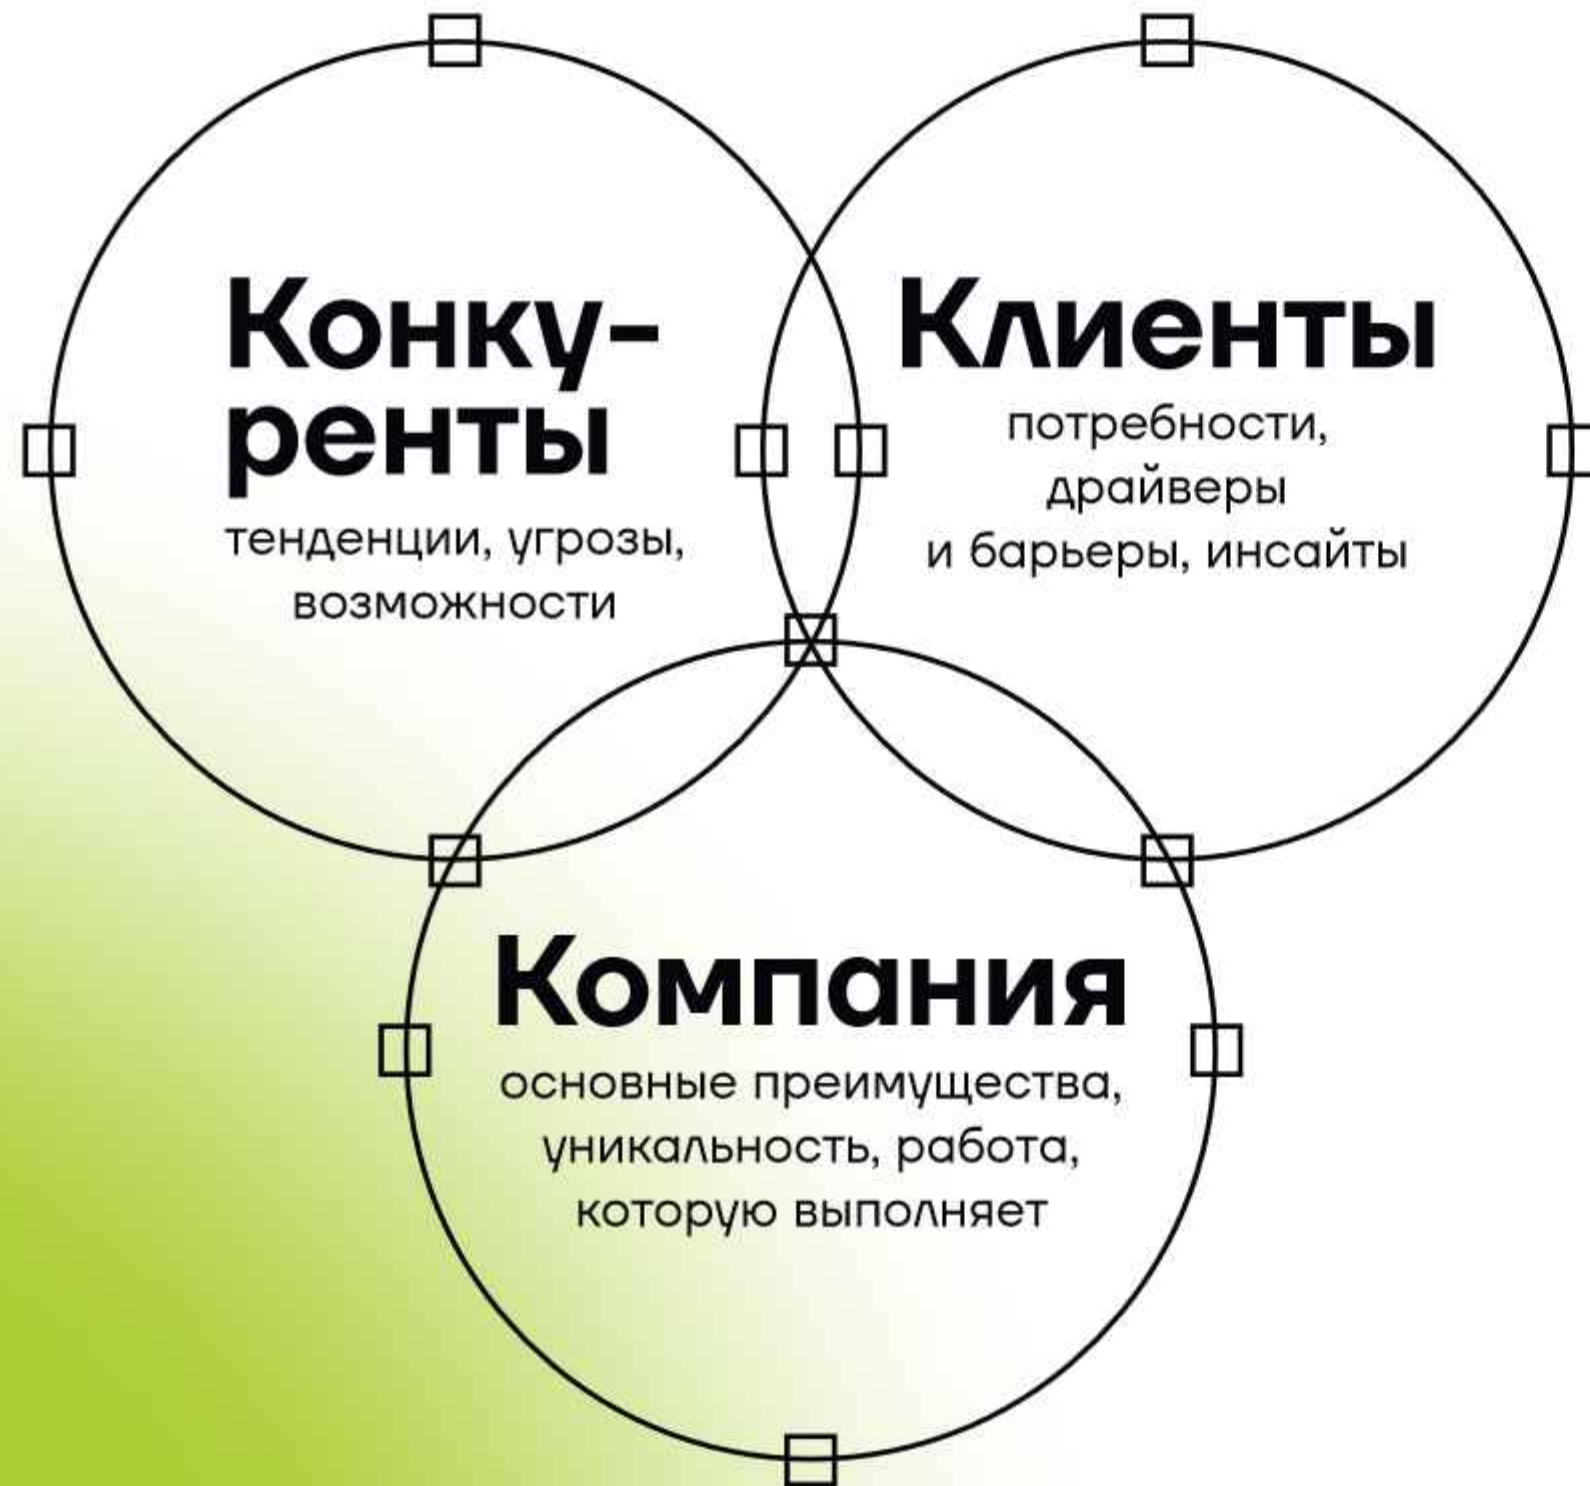 Конку-
ренты
тенденции, угрозы,
возможности
Клиенты
потребности,
драйверы
и барьеры, инсайты
Компания
основные преимущества,
уникальность, работа,
которую выполняет